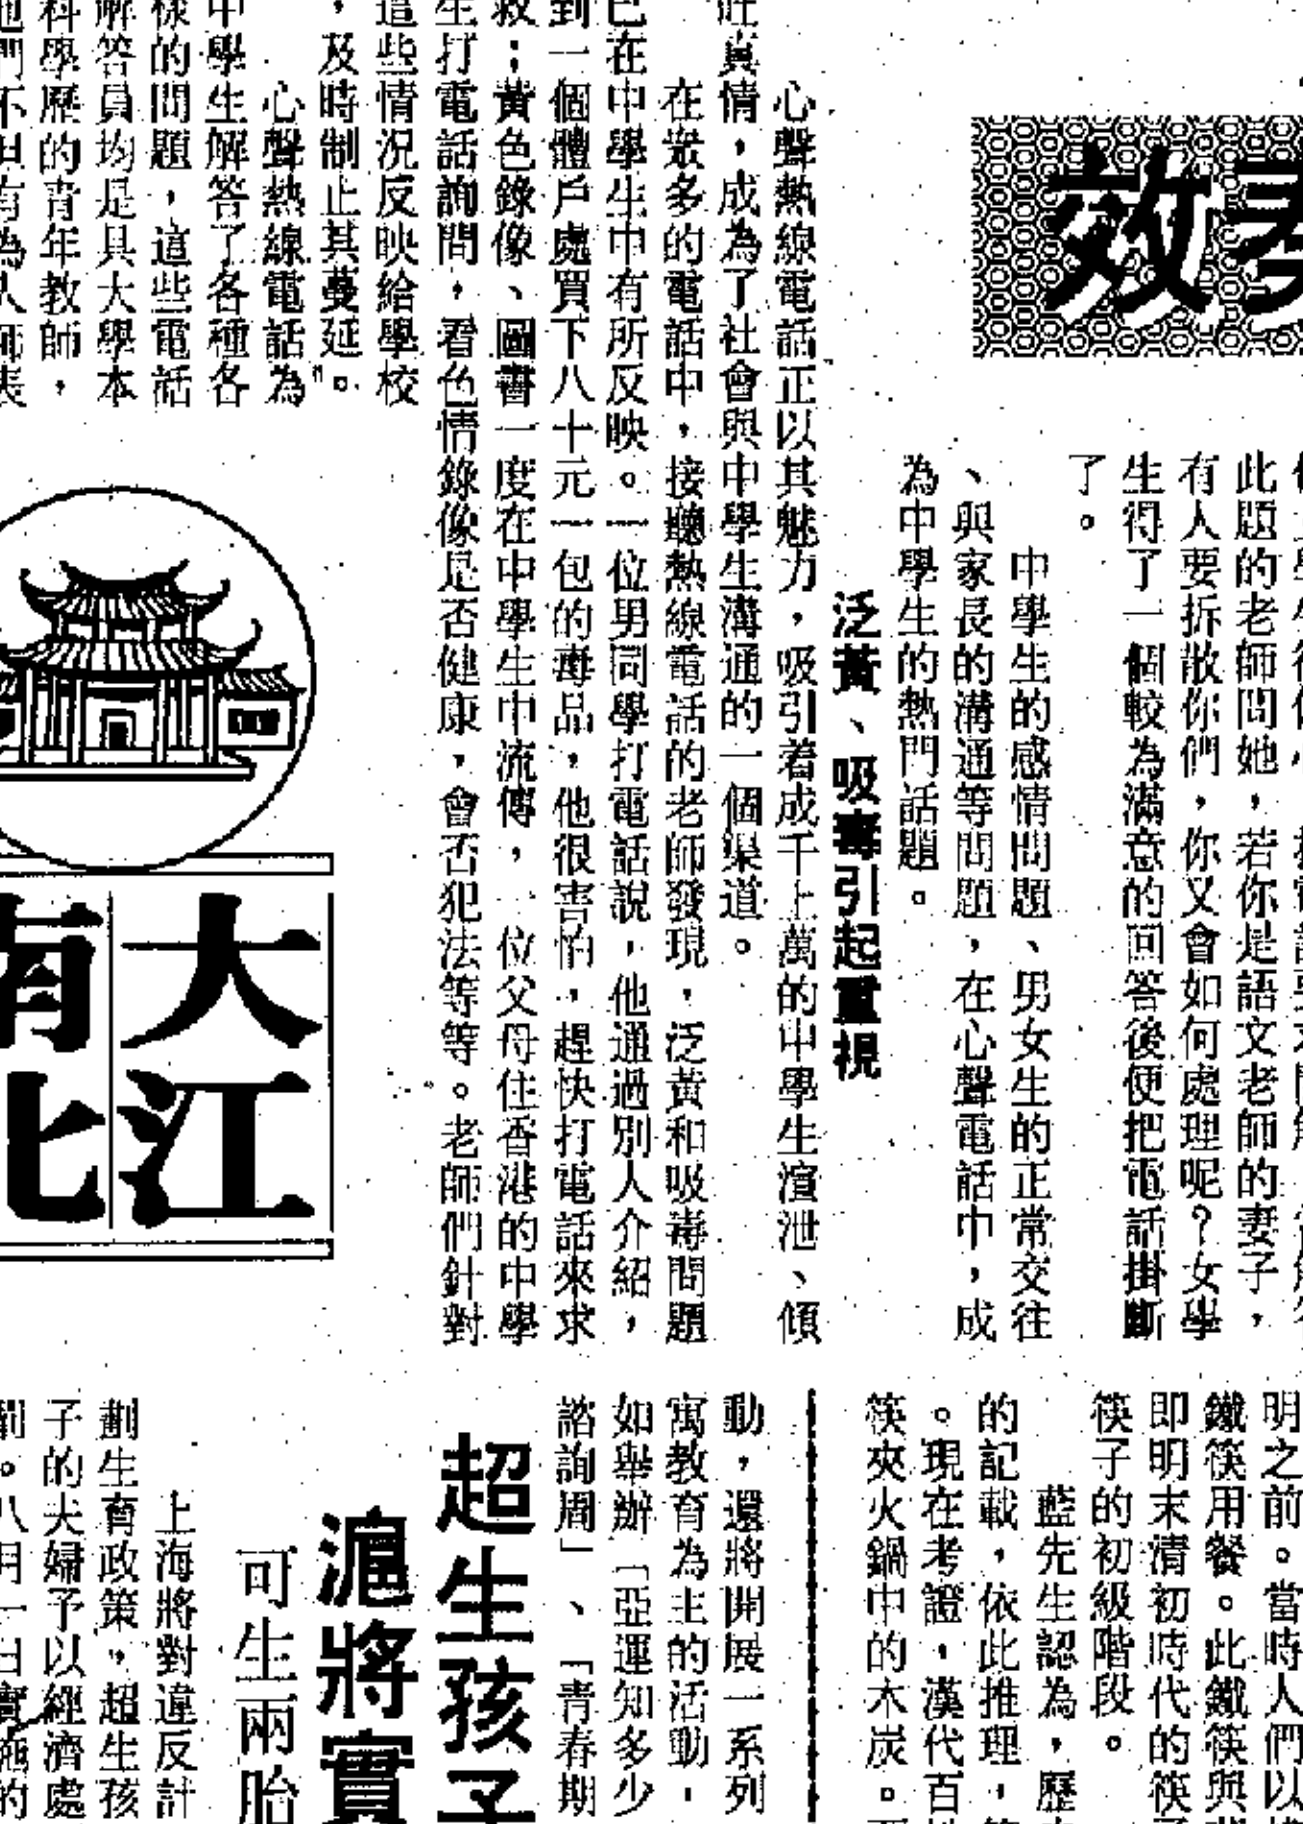 效
此題的老師問她，若你是語文老師的妻子，
有人要拆散你們，你又會如何處理呢？女學
生得了一個較為滿意的回答後便把電話掛斷
了。
中學生的感情問題、男女生的正常交往
、與家長的溝通等問題，在心聲電話中，成
為中學生的熱門話題。
泛黃、吸毒引起重視
心聲熱線電話正以其魅力，吸引着成千上萬的中學生渲泄、傾
吐真情，成為了社會與中學生溝通的一個渠道。
在眾多的電話中，接聽熱線電話的老師發現，泛黃和吸毒問題
已在中學生中有所反映。一位男同學打電話說，他通過別人介紹，
到一個體戶處買下八十元一包的毒品，他很害怕，趕快打電話來求
救；黃色錄像、圖書一度在中學生中流傳，一位父母住香港的中學
生打電話詢問，看色情錄像是否健康，會否犯法等等。老師們針對
這些情況反映給學校
，及時制止其蔓延。
心聲熱線電話為
中學生解答了各種各
樣的問題，這些電話
解答員均是具大學本
科學歷的青年教師，
他們不但有為人師表
大江
南北
明之前。當時人們以
鐵筷用餐。此鐵筷與
即明末清初時代的筷
筷子的初級階段。
藍先生認為，歷
的記載，依此推理，
。現在考證，漢代百
筷夾火鍋中的木炭。
動，還將開展一系列
寓教育為主的活動，
如舉辦「亞運知多少
諮詢周」、「青春期
超生孩子
滬將實
可生兩胎
上海將對違反計
劃生育政策，超生孩
子的夫婦予以經濟處
。八月一日實施的